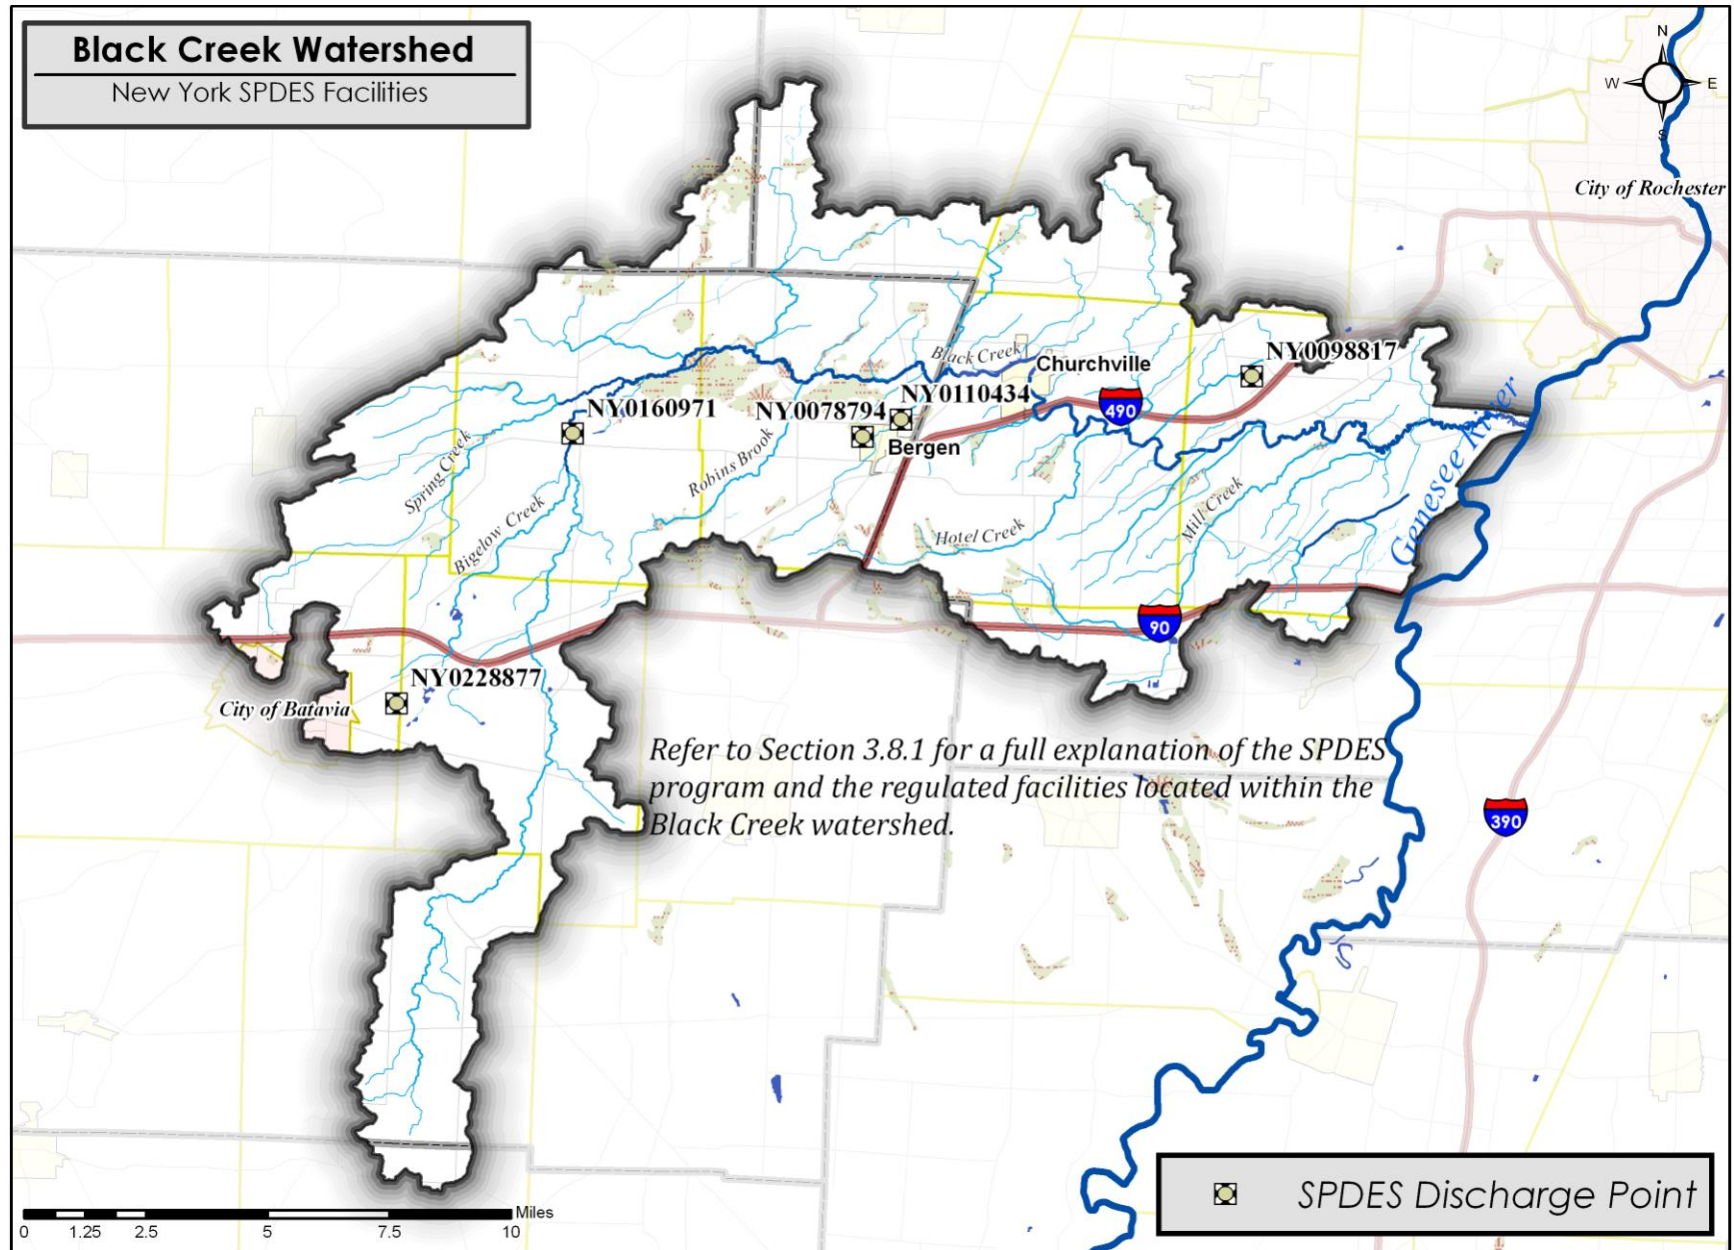 Black Creek Watershed
New York SPDES Facilities
N
W
E
S
City of Rochester
NY0098817
Black Creek
Churchville
NY0110434
NY0160971
NY0078794
490
Bergen
Spring Creek
Robins Brook
Bigelow Creek
Hotel Creek
Mill Creek
Genesee River
90
NY0228877
City of Batavia
Refer to Section 3.8.1 for a full explanation of the SPDES
program and the regulated facilities located within the
Black Creek watershed.
390
SPDES Discharge Point
Miles
0 1.25 2.5 5 7.5 10